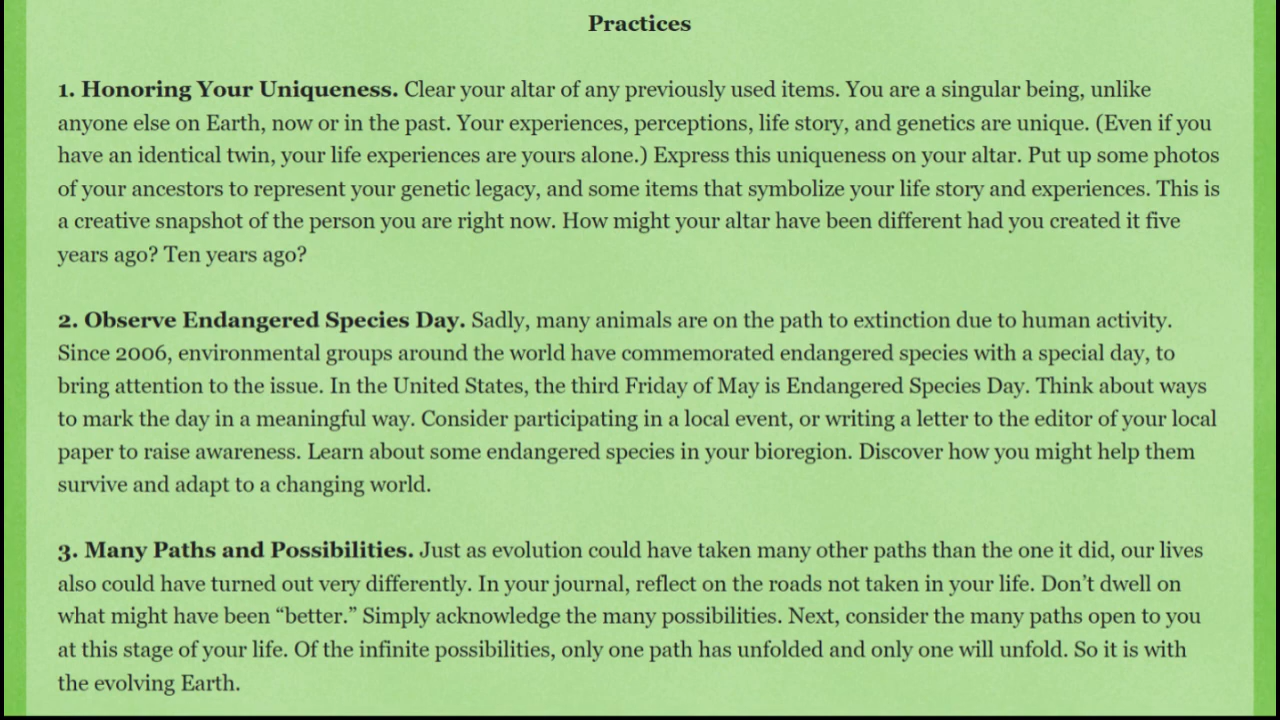 Practices
1. Honoring Your Uniqueness. Clear your altar of any previously used items. You are a singular being, unlike
anyone else on Earth, now or in the past. Your experiences, perceptions, life story, and genetics are unique. (Even if you
have an identical twin, your life experiences are yours alone.) Express this uniqueness on your altar. Put up some photos
of your ancestors to represent your genetic legacy, and some items that symbolize your life story and experiences. This is
a creative snapshot of the person you are right now. How might your altar have been different had you created it five
years ago? Ten years ago?
2. Observe Endangered Species Day. Sadly, many animals are on the path to extinction due to human activity.
Since 2006, environmental groups around the world have commemorated endangered species with a special day, to
bring attention to the issue. In the United States, the third Friday of May is Endangered Species Day. Think about ways
to mark the day in a meaningful way. Consider participating in a local event, or writing a letter to the editor of your local
paper to raise awareness. Learn about some endangered species in your bioregion. Discover how you might help them
survive and adapt to a changing world.
3. Many Paths and Possibilities. Just as evolution could have taken many other paths than the one it did, our lives
also could have turned out very differently. In your journal, reflect on the roads not taken in your life. Don’t dwell on
what might have been “better.” Simply acknowledge the many possibilities. Next, consider the many paths open to you
at this stage of your life. Of the infinite possibilities, only one path has unfolded and only one will unfold. So it is with
the evolving Earth.